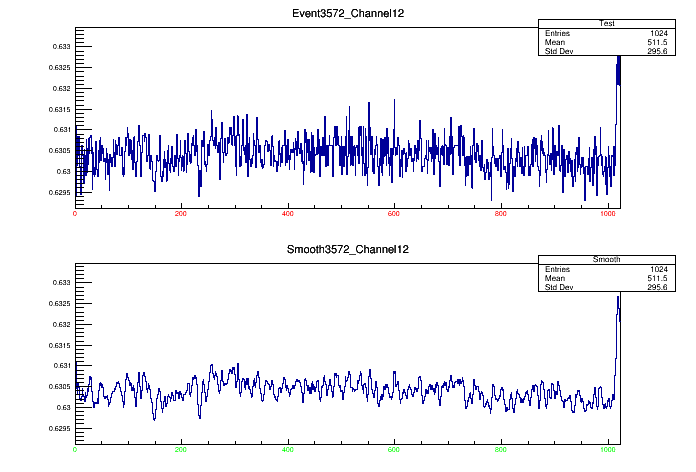 Event3572_Channel12
Test
Entries 1024
Mean 511.5
Std Dev 295.6
0.633
0.6325
0.632
0.6315
0.631
0.6305
0.63
0.6295
0 200 400 600 800 1000
Smooth3572_Channel12
Smooth
Entries 1024
Mean 511.5
Std Dev 295.6
0.633
0.6325
0.632
0.6315
0.631
0.6305
0.63
0.6295
0 200 400 600 800 1000